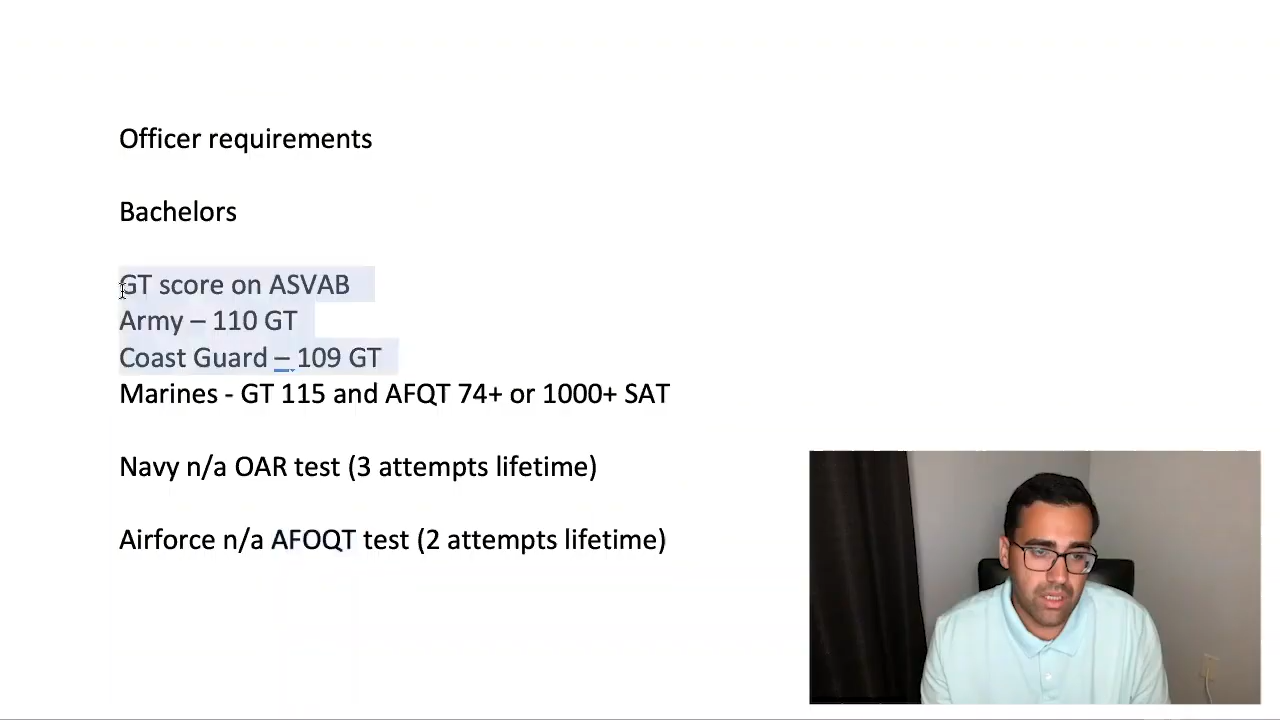 Officer requirements
Bachelors
GT score on ASVAB
Army – 110 GT
Coast Guard – 109 GT
Marines - GT 115 and AFQT 74+ or 1000+ SAT
Navy n/a OAR test (3 attempts lifetime)
Airforce n/a AFOQT test (2 attempts lifetime)